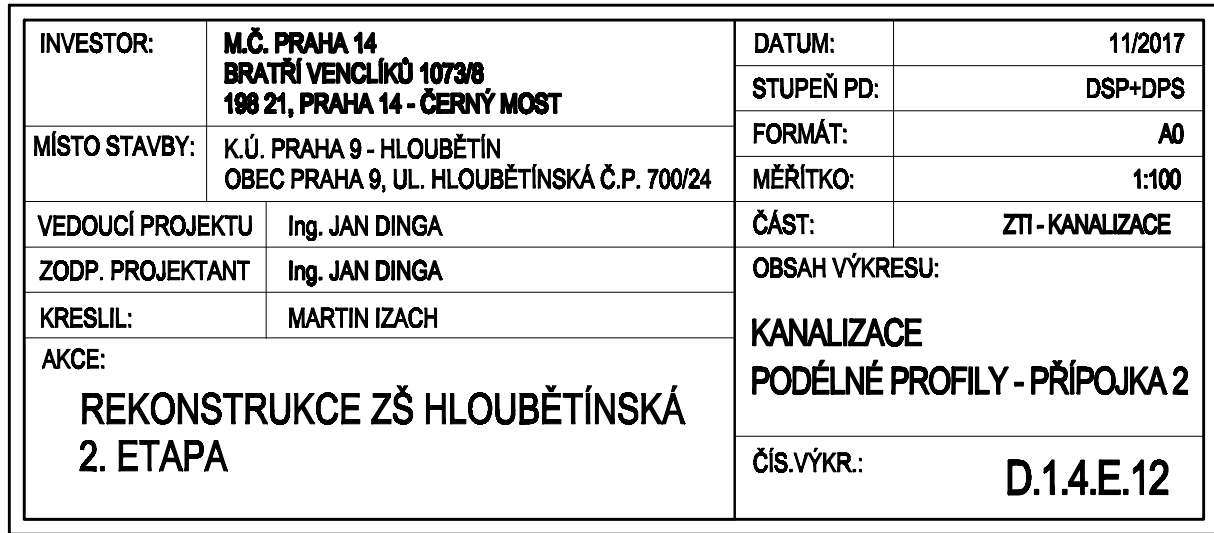 INVESTOR: M.Č. PRAHA 14
BRATŘÍ VENCLÍKŮ 1073/8
198 21, PRAHA 14 - ČERNÝ MOST
MÍSTO STAVBY: K.Ú. PRAHA 9 - HLOUBĚTÍN
OBEC PRAHA 9, UL. HLOUBĚTÍNSKÁ Č.P. 700/24
VEDOUCÍ PROJEKTU Ing. JAN DINGA
ZODP. PROJEKTANT Ing. JAN DINGA
KRESLIL: MARTIN IZACH
AKCE:
REKONSTRUKCE ZŠ HLOUBĚTÍNSKÁ
2. ETAPA
DATUM: 11/2017
STUPEŇ PD: DSP+DPS
FORMÁT: A0
MĚŘÍTKO: 1:100
ČÁST: ZTI - KANALIZACE
OBSAH VÝKRESU:
KANALIZACE
PODÉLNÉ PROFILY - PŘÍPOJKA 2
ČÍS.VÝKR.: D.1.4.E.12